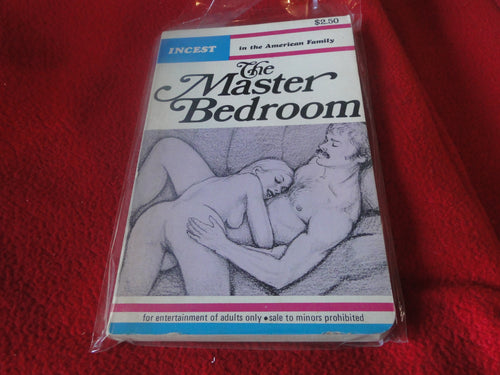 $2.50
INCEST in the American Family
The
Master
Bedroom
for entertainment of adults only • sale to minors prohibited